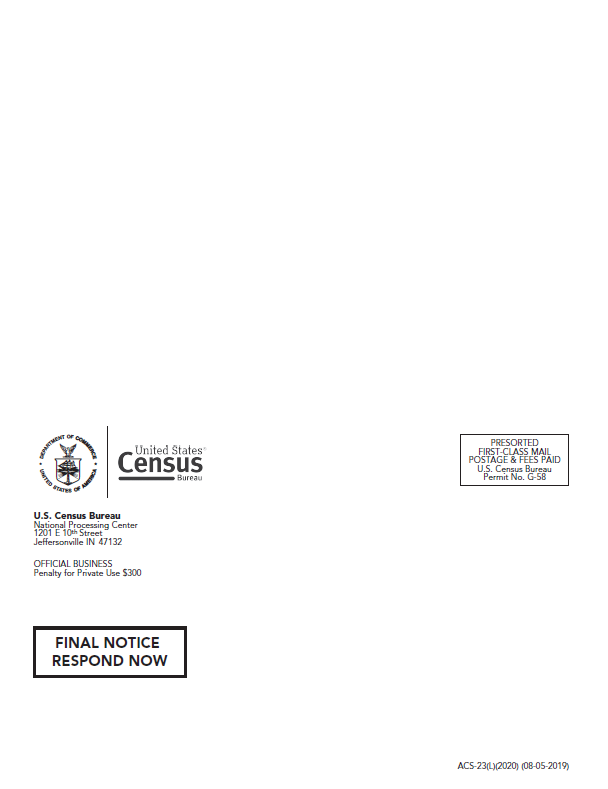 DEPARTMENT OF COMMERCE
UNITED STATES OF AMERICA
United States®
Census
Bureau
PRESORTED
FIRST-CLASS MAIL
POSTAGE & FEES PAID
U.S. Census Bureau
Permit No. G-58
U.S. Census Bureau
National Processing Center
1201 E 10th Street
Jeffersonville IN 47132
OFFICIAL BUSINESS
Penalty for Private Use $300
FINAL NOTICE
RESPOND NOW
ACS-23(L)(2020) (08-05-2019)